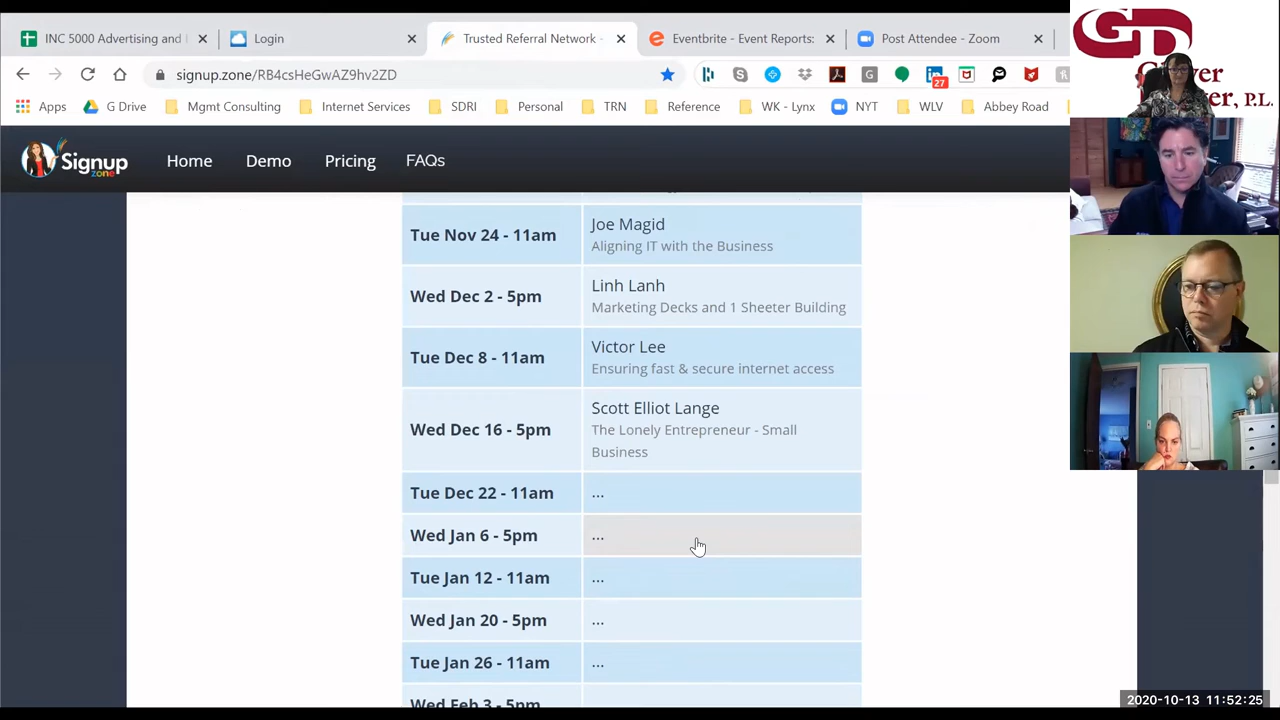 INC 5000 Advertising and
Login
Trusted Referral Network -
Eventbrite - Event Reports:
Post Attendee - Zoom
signup.zone/RB4csHeGwAZ9hv2ZD
27
Apps
G Drive
Mgmt Consulting
Internet Services
SDRI
Personal
TRN
Reference
WK - Lynx
NYT
WLV
Abbey Road
Signup
zone
Home
Demo
Pricing
FAQs
Tue Nov 24 - 11am
Joe Magid
Aligning IT with the Business
Wed Dec 2 - 5pm
Linh Lanh
Marketing Decks and 1 Sheeter Building
Tue Dec 8 - 11am
Victor Lee
Ensuring fast & secure internet access
Wed Dec 16 - 5pm
Scott Elliot Lange
The Lonely Entrepreneur - Small
Business
Tue Dec 22 - 11am
...
Wed Jan 6 - 5pm
...
Tue Jan 12 - 11am
...
Wed Jan 20 - 5pm
...
Tue Jan 26 - 11am
...
Wed Feb 3 - 5pm
GD
P.L.
2020-10-13 11:52:25